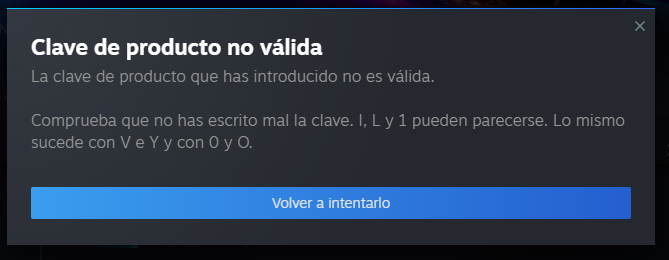 Clave de producto no válida
La clave de producto que has introducido no es válida.
Comprueba que no has escrito mal la clave. I, L y 1 pueden parecerse. Lo mismo
sucede con V e Y y con 0 y O.
Volver a intentarlo